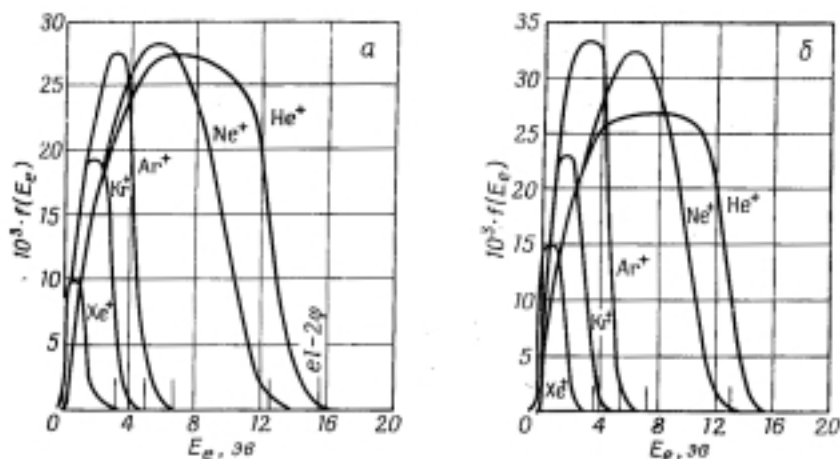 a
30
25
20
15
10
5
0
4
8
12
16
20
10³·f(Eₑ)
Eₑ, эв
Xe⁺
Kr⁺
Ar⁺
Ne⁺
He⁺
eI-2φ
б
35
30
25
20
15
10
5
0
4
8
12
16
20
10³·f(Eₑ)
Eₑ, эв
Xe⁺
Kr⁺
Ar⁺
Ne⁺
He⁺